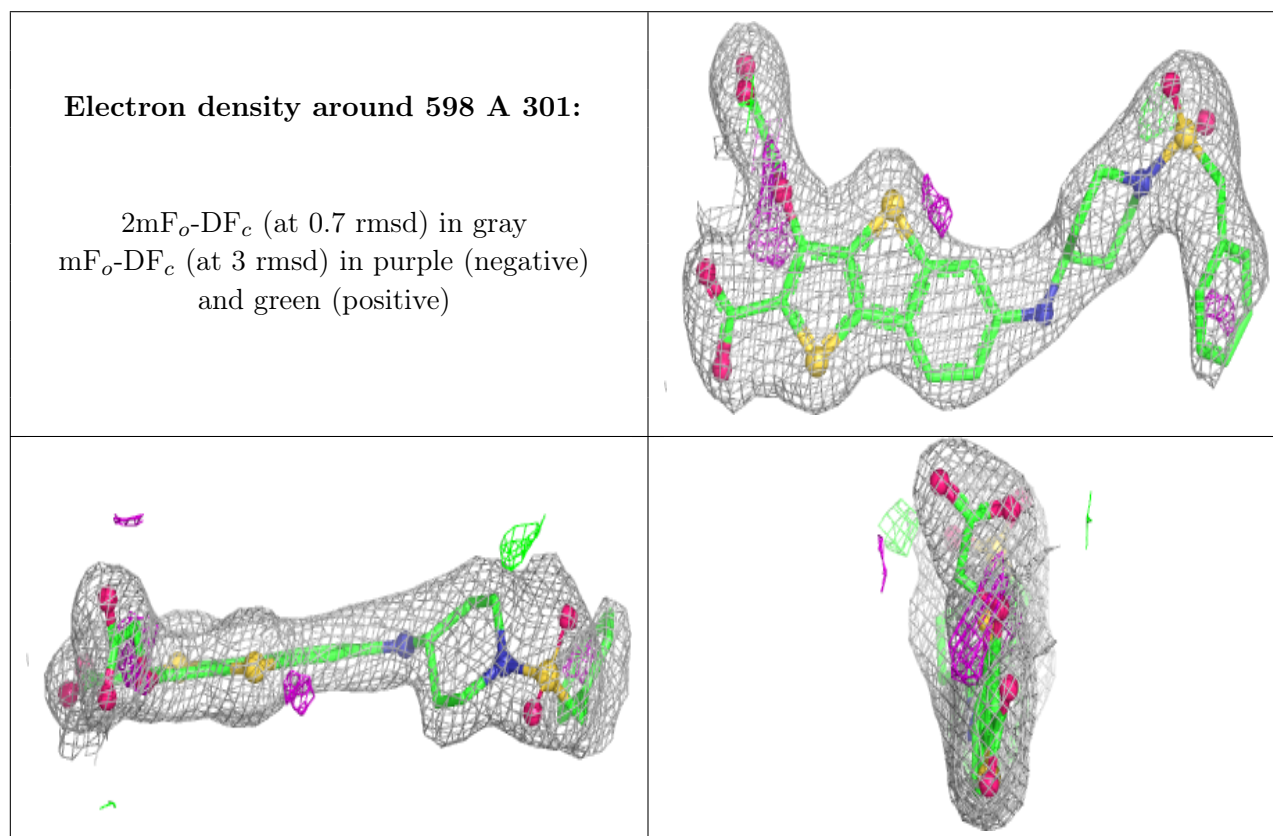 Electron density around 598 A 301:
2mFo-DFc (at 0.7 rmsd) in gray
mFo-DFc (at 3 rmsd) in purple (negative)
and green (positive)